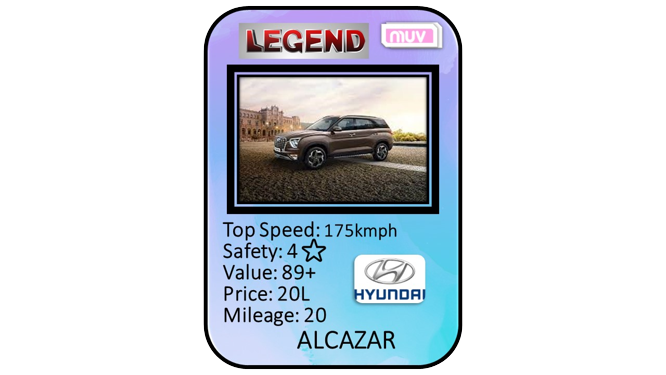 LEGEND
MUV
Top Speed: 175kmph
Safety: 4
Value: 89+
Price: 20L
Mileage: 20
HYUNDAI
ALCAZAR